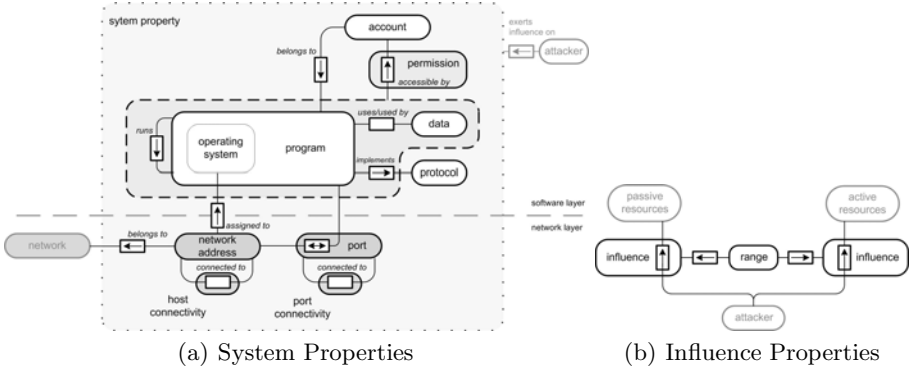 sytem property
account
exerts
influence on
attacker
belongs to
permission
accessible by
uses/used by
data
runs
operating
system
program
implements
protocol
passive
resources
active
resources
software layer
network layer
assigned to
belongs to
network
network
address
port
connected to
connected to
host
connectivity
port
connectivity
influence
range
influence
attacker
(a) System Properties
(b) Influence Properties